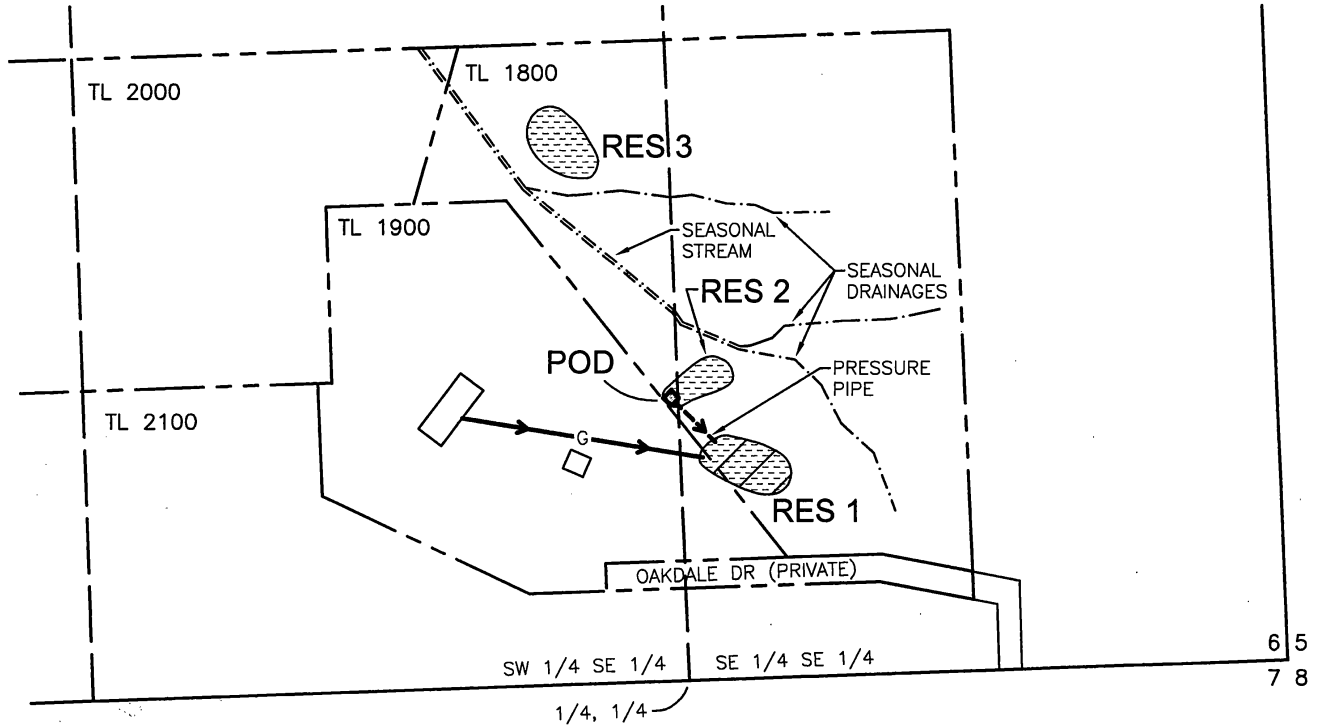 TL 2000
TL 1800
RES 3
TL 1900
SEASONAL
STREAM
SEASONAL
DRAINAGES
RES 2
POD
PRESSURE
PIPE
TL 2100
G
RES 1
OAKDALE DR (PRIVATE)
SW 1/4 SE 1/4
SE 1/4 SE 1/4
6 5
7 8
1/4, 1/4